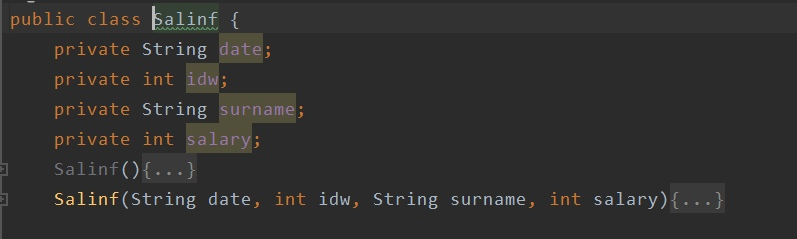 public class Salinf {
private String date;
private int idw;
private String surname;
private int salary;
Salinf(){...}
Salinf(String date, int idw, String surname, int salary){...}